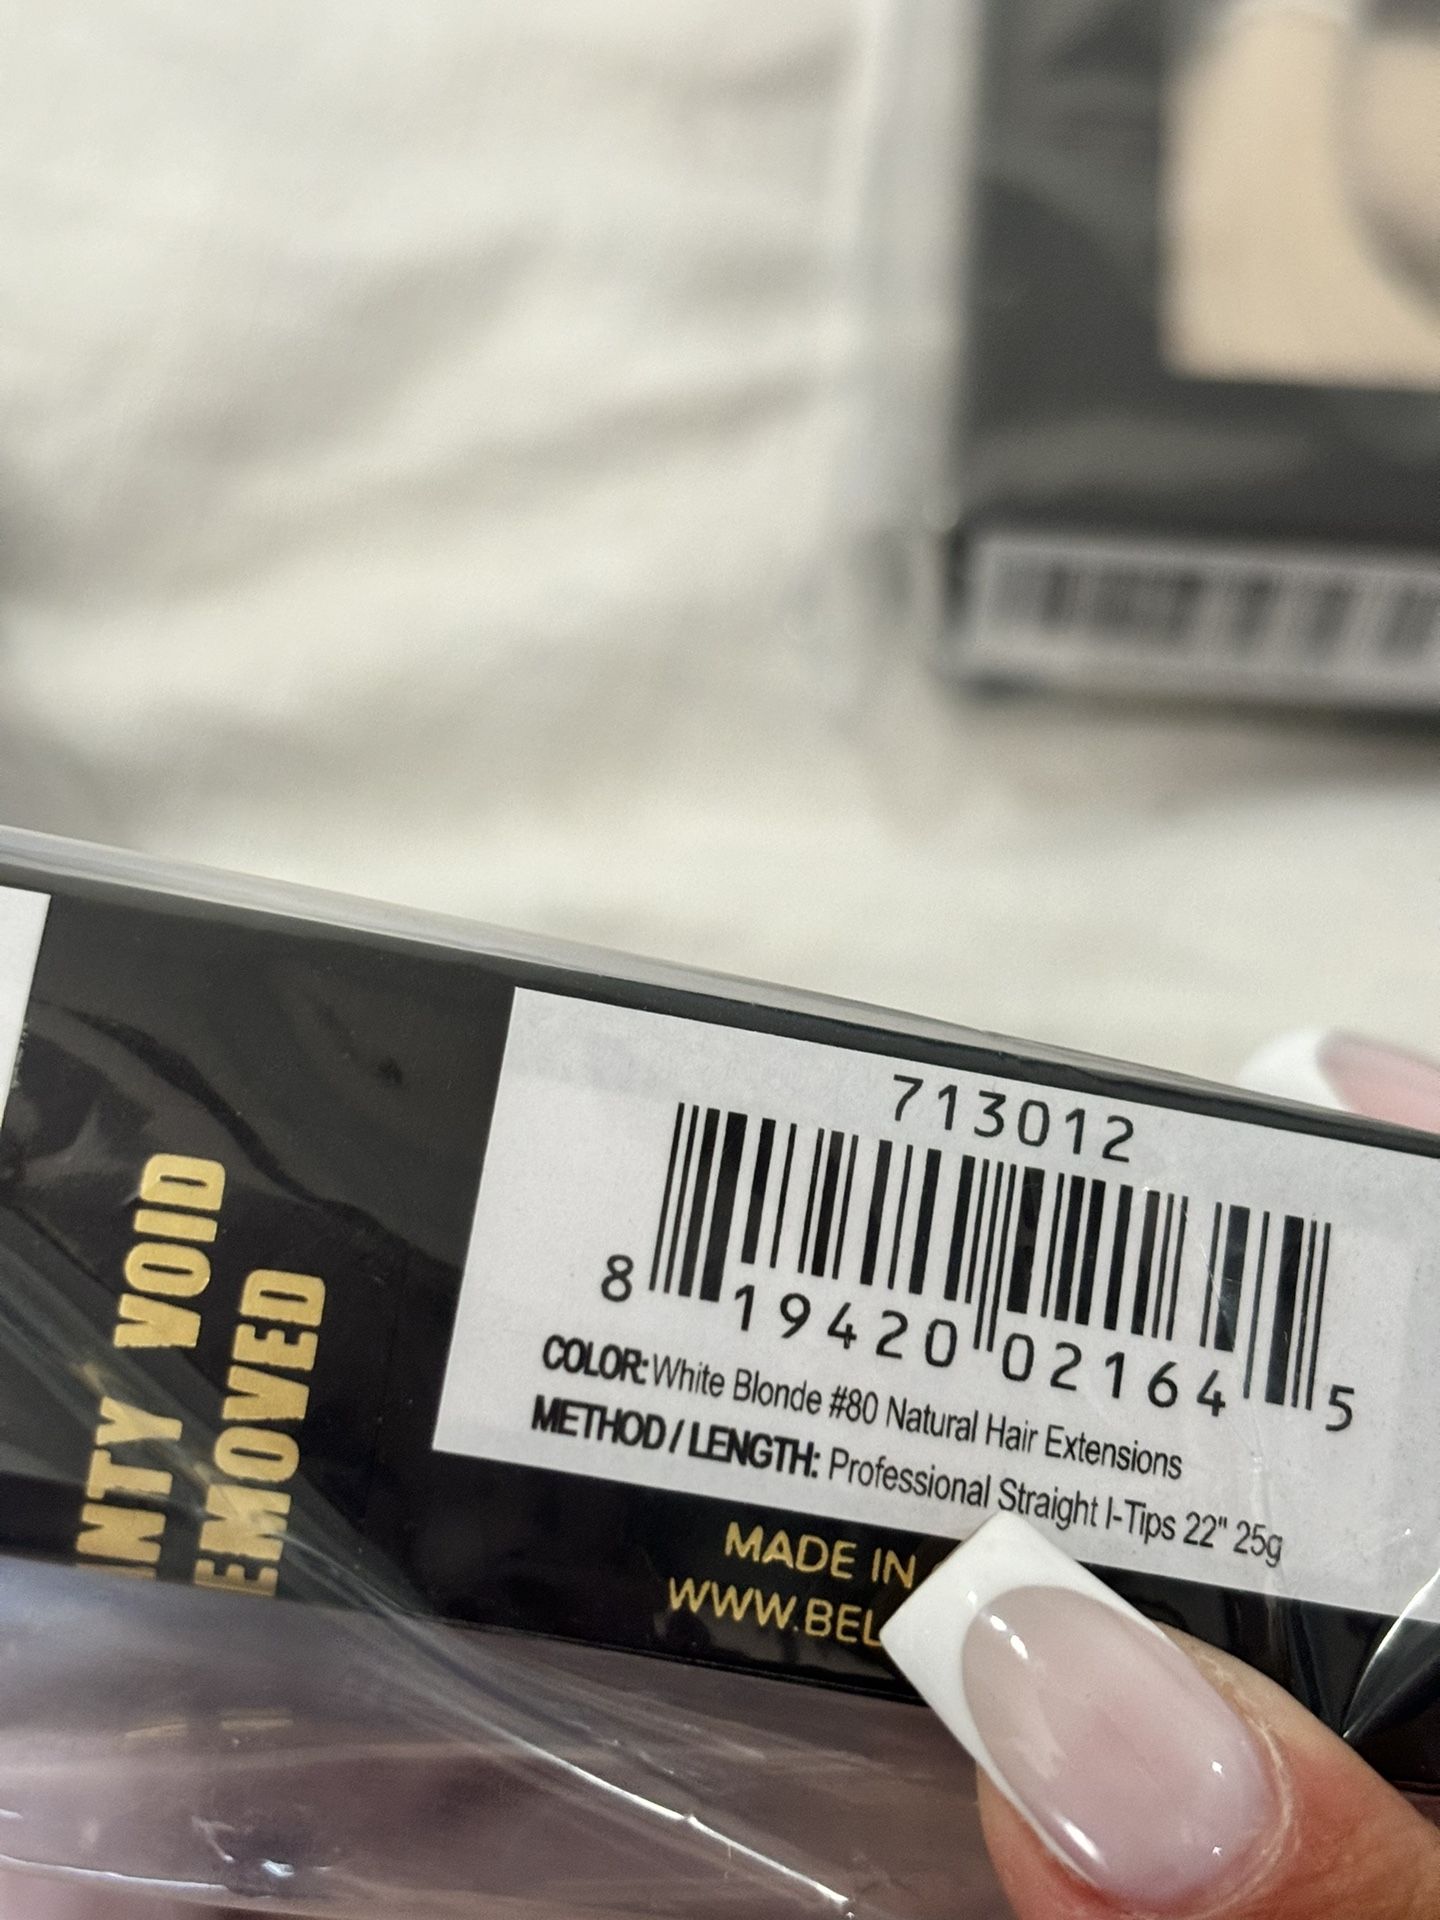 713012
8 19420 02164 5
COLOR: White Blonde #80 Natural Hair Extensions
METHOD / LENGTH: Professional Straight I-Tips 22" 25g
MADE IN
WWW.BEL
NTY VOID
EMOVED